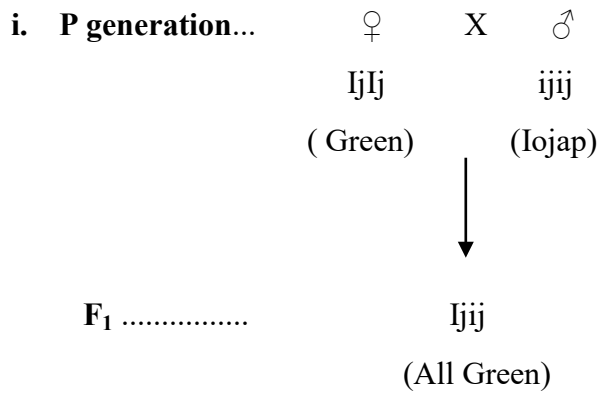 i. P generation... ♀ X ♂
IjIj ijij
( Green) (Iojap)
F₁ ................ Ijij
(All Green)